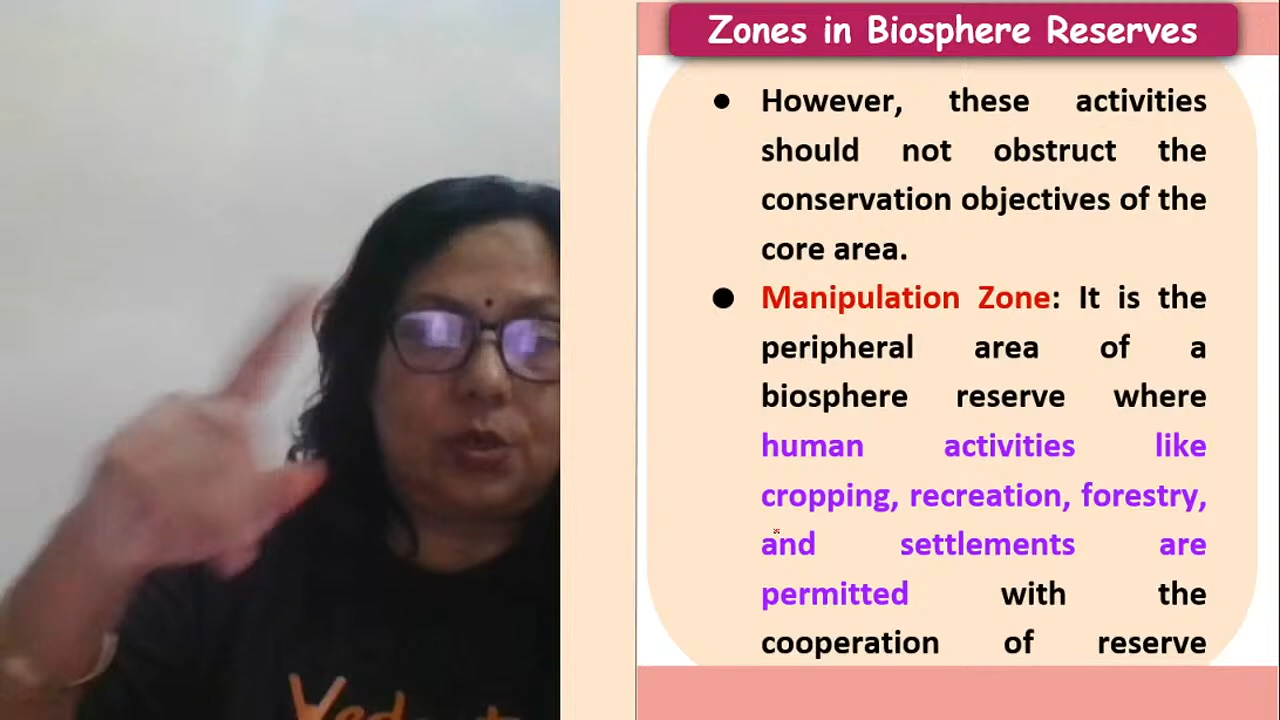 Zones in Biosphere Reserves
● However, these activities
should not obstruct the
conservation objectives of the
core area.
● Manipulation Zone: It is the
peripheral area of a
biosphere reserve where
human activities like
cropping, recreation, forestry,
and settlements are
permitted with the
cooperation of reserve